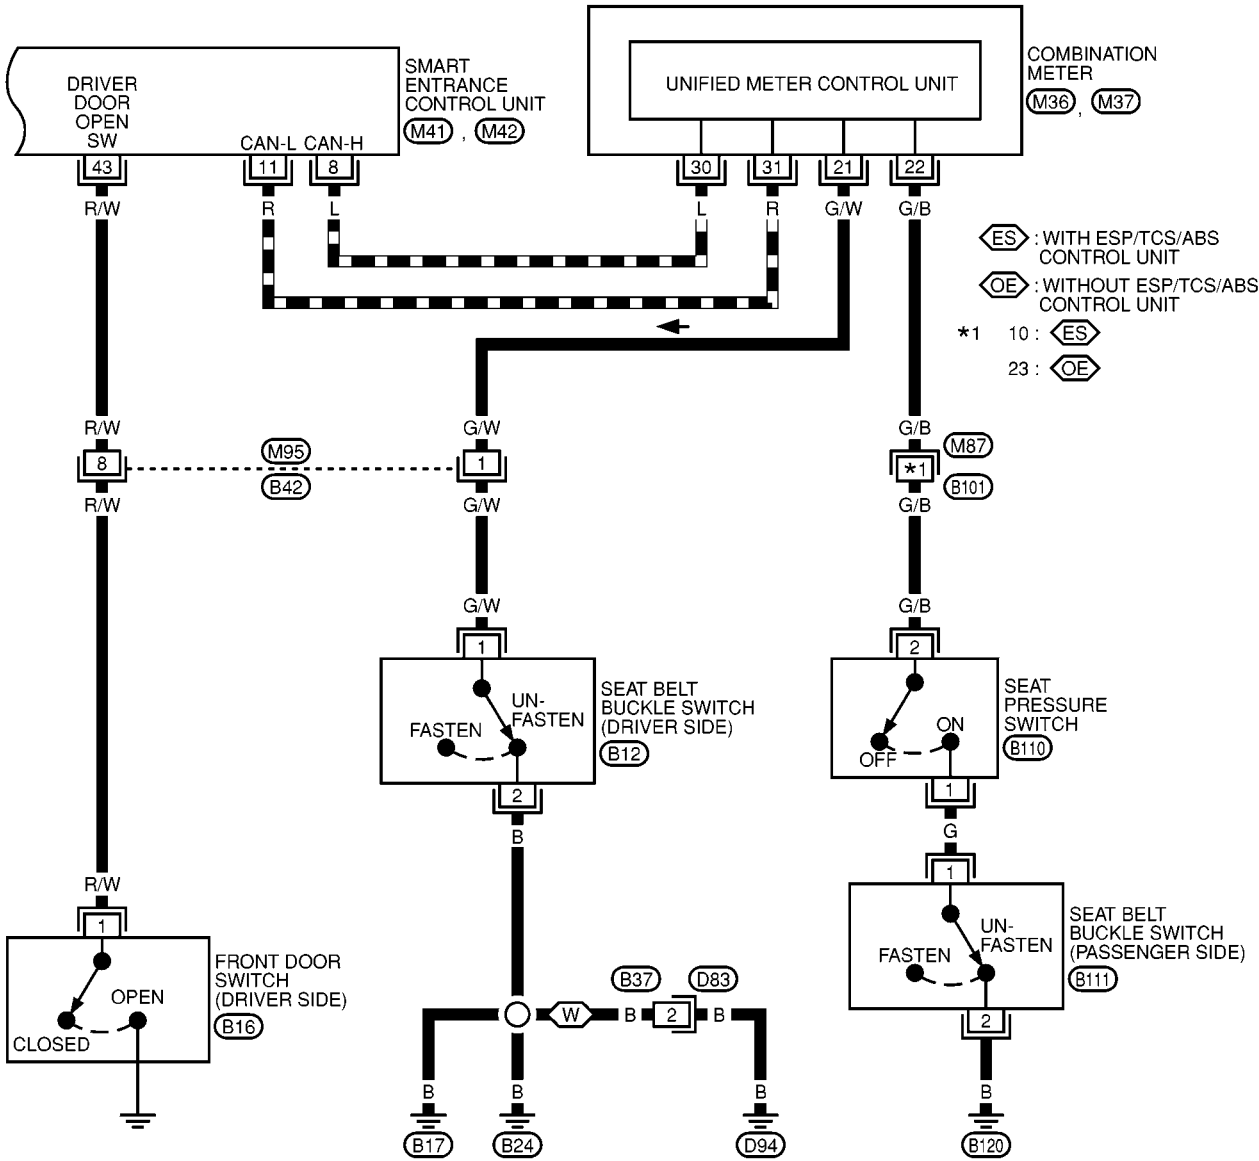 DRIVER
DOOR
OPEN
SW
CAN-L
CAN-H
SMART
ENTRANCE
CONTROL UNIT
M41 , M42
UNIFIED METER CONTROL UNIT
COMBINATION
METER
M36 , M37
43
11
8
30
31
21
22
R/W
R
L
L
R
G/W
G/B
ES : WITH ESP/TCS/ABS
CONTROL UNIT
OE : WITHOUT ESP/TCS/ABS
CONTROL UNIT
*1 10 : ES
23 : OE
R/W
G/W
G/B
8
M95
B42
1
*1
M87
B101
R/W
G/W
G/B
G/W
G/B
1
2
UN-
FASTEN
FASTEN
SEAT BELT
BUCKLE SWITCH
(DRIVER SIDE)
B12
2
B
ON
OFF
SEAT
PRESSURE
SWITCH
B110
1
G
R/W
1
CLOSED
OPEN
FRONT DOOR
SWITCH
(DRIVER SIDE)
B16
1
UN-
FASTEN
FASTEN
SEAT BELT
BUCKLE SWITCH
(PASSENGER SIDE)
B111
2
B37
D83
W
B
2
B
B
B
B
B
B17
B24
D94
B120